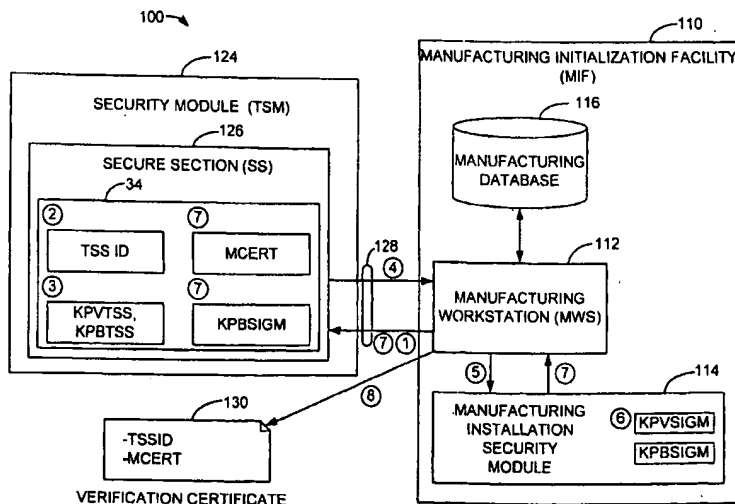 100
124
SECURITY MODULE (TSM)
126
SECURE SECTION (SS)
34
②
TSS ID
⑦
MCERT
③
KPVTSS,
KPBTSS
⑦
KPBSIGM
128
④
⑦ ①
⑧
130
-TSSID
-MCERT
VERIFICATION CERTIFICATE
110
MANUFACTURING INITIALIZATION FACILITY
(MIF)
116
MANUFACTURING
DATABASE
112
MANUFACTURING
WORKSTATION (MWS)
⑤
⑦
114
MANUFACTURING
INSTALLATION
SECURITY
MODULE
⑥
KPVSIGM
KPBSIGM